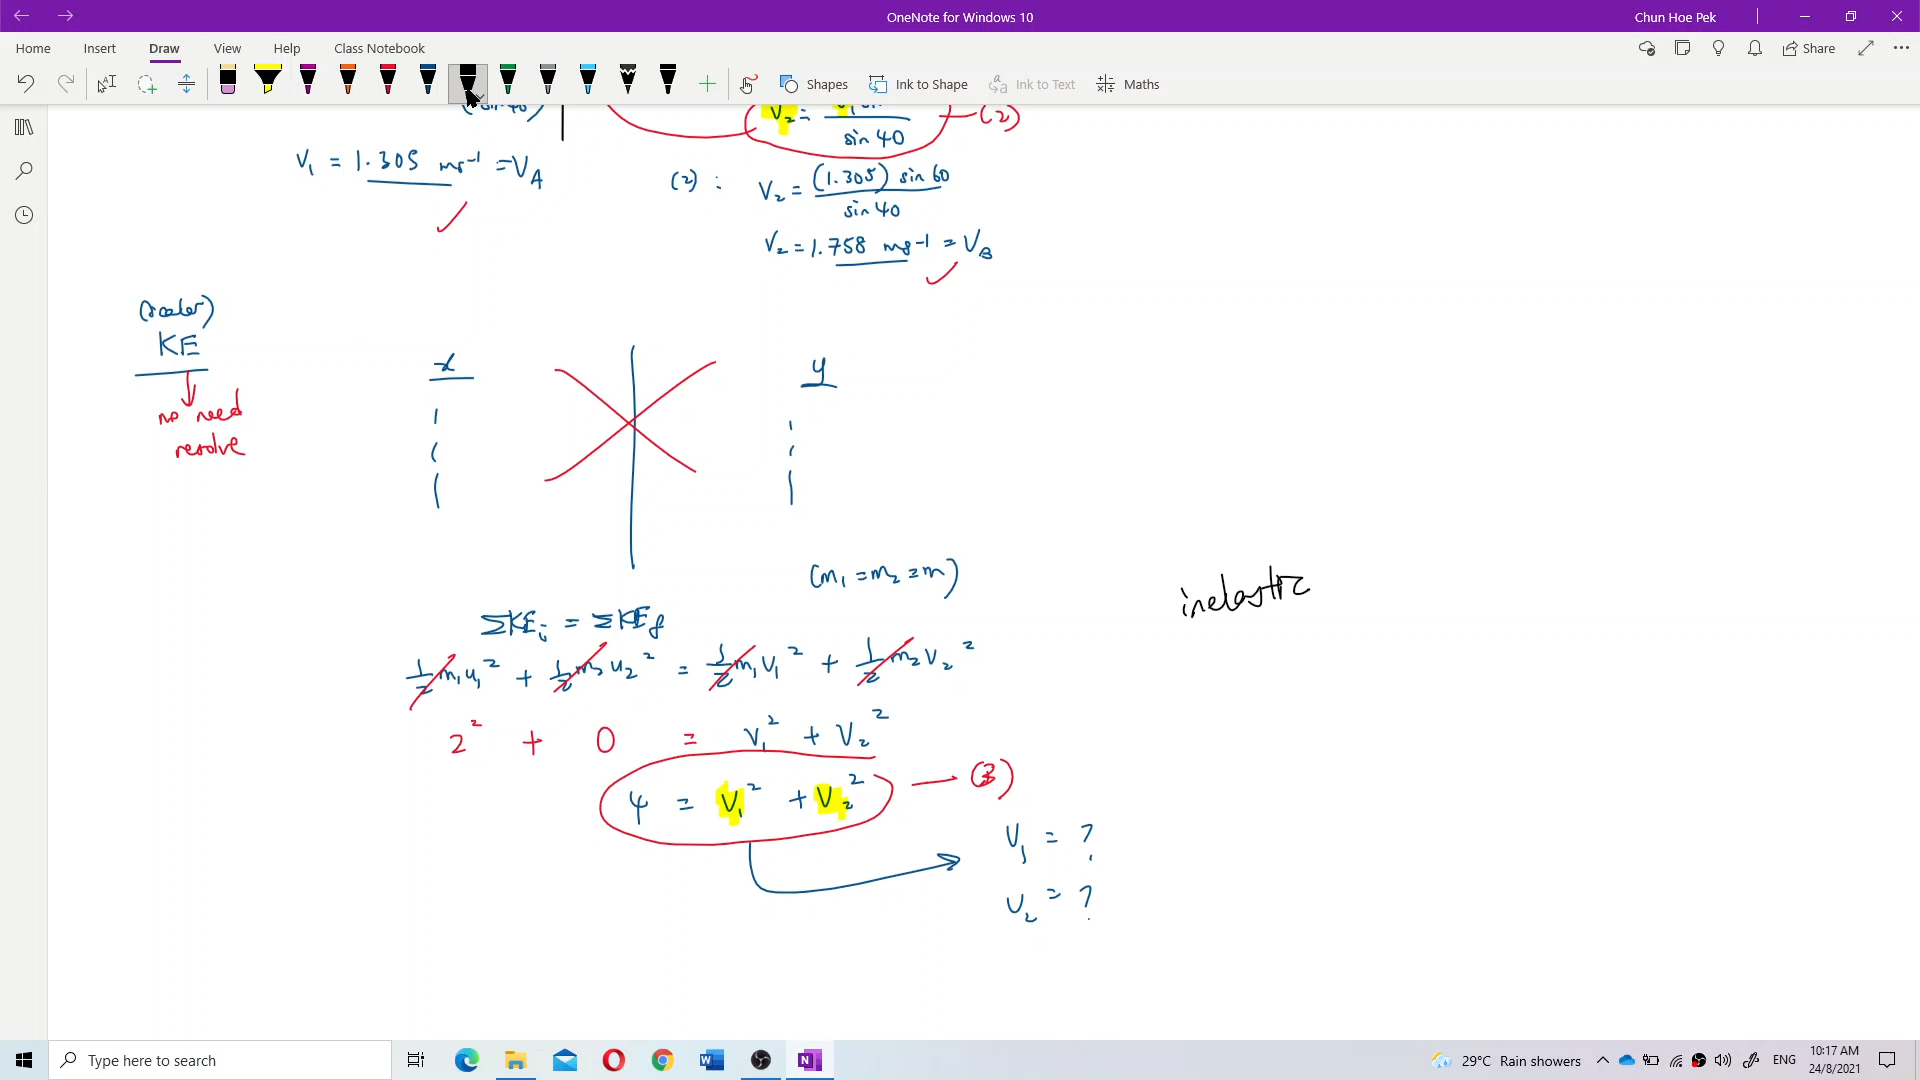 OneNote for Windows 10
Chun Hoe Pek
Home Insert Draw View Help Class Notebook
Share
Shapes Ink to Shape Ink to Text Maths
V₂ = 
sin 40
(2)
V₁ = 1.305 ms⁻¹ = V_A
(2) : V₂ = (1.305) sin 60
sin 40
V₂ = 1.758 ms⁻¹ = V_B
(scalar)
KE
no need
resolve
x
y
(m₁ = m₂ = m)
ΣKEᵢ = ΣKE_f
½m₁u₁² + ½m₂u₂² = ½m₁V₁² + ½m₂V₂²
2² + 0 = V₁² + V₂²
4 = V₁² + V₂² (3)
V₁ = ?
V₂ = ?
inelastic
Type here to search
29°C Rain showers
ENG
10:17 AM
24/8/2021